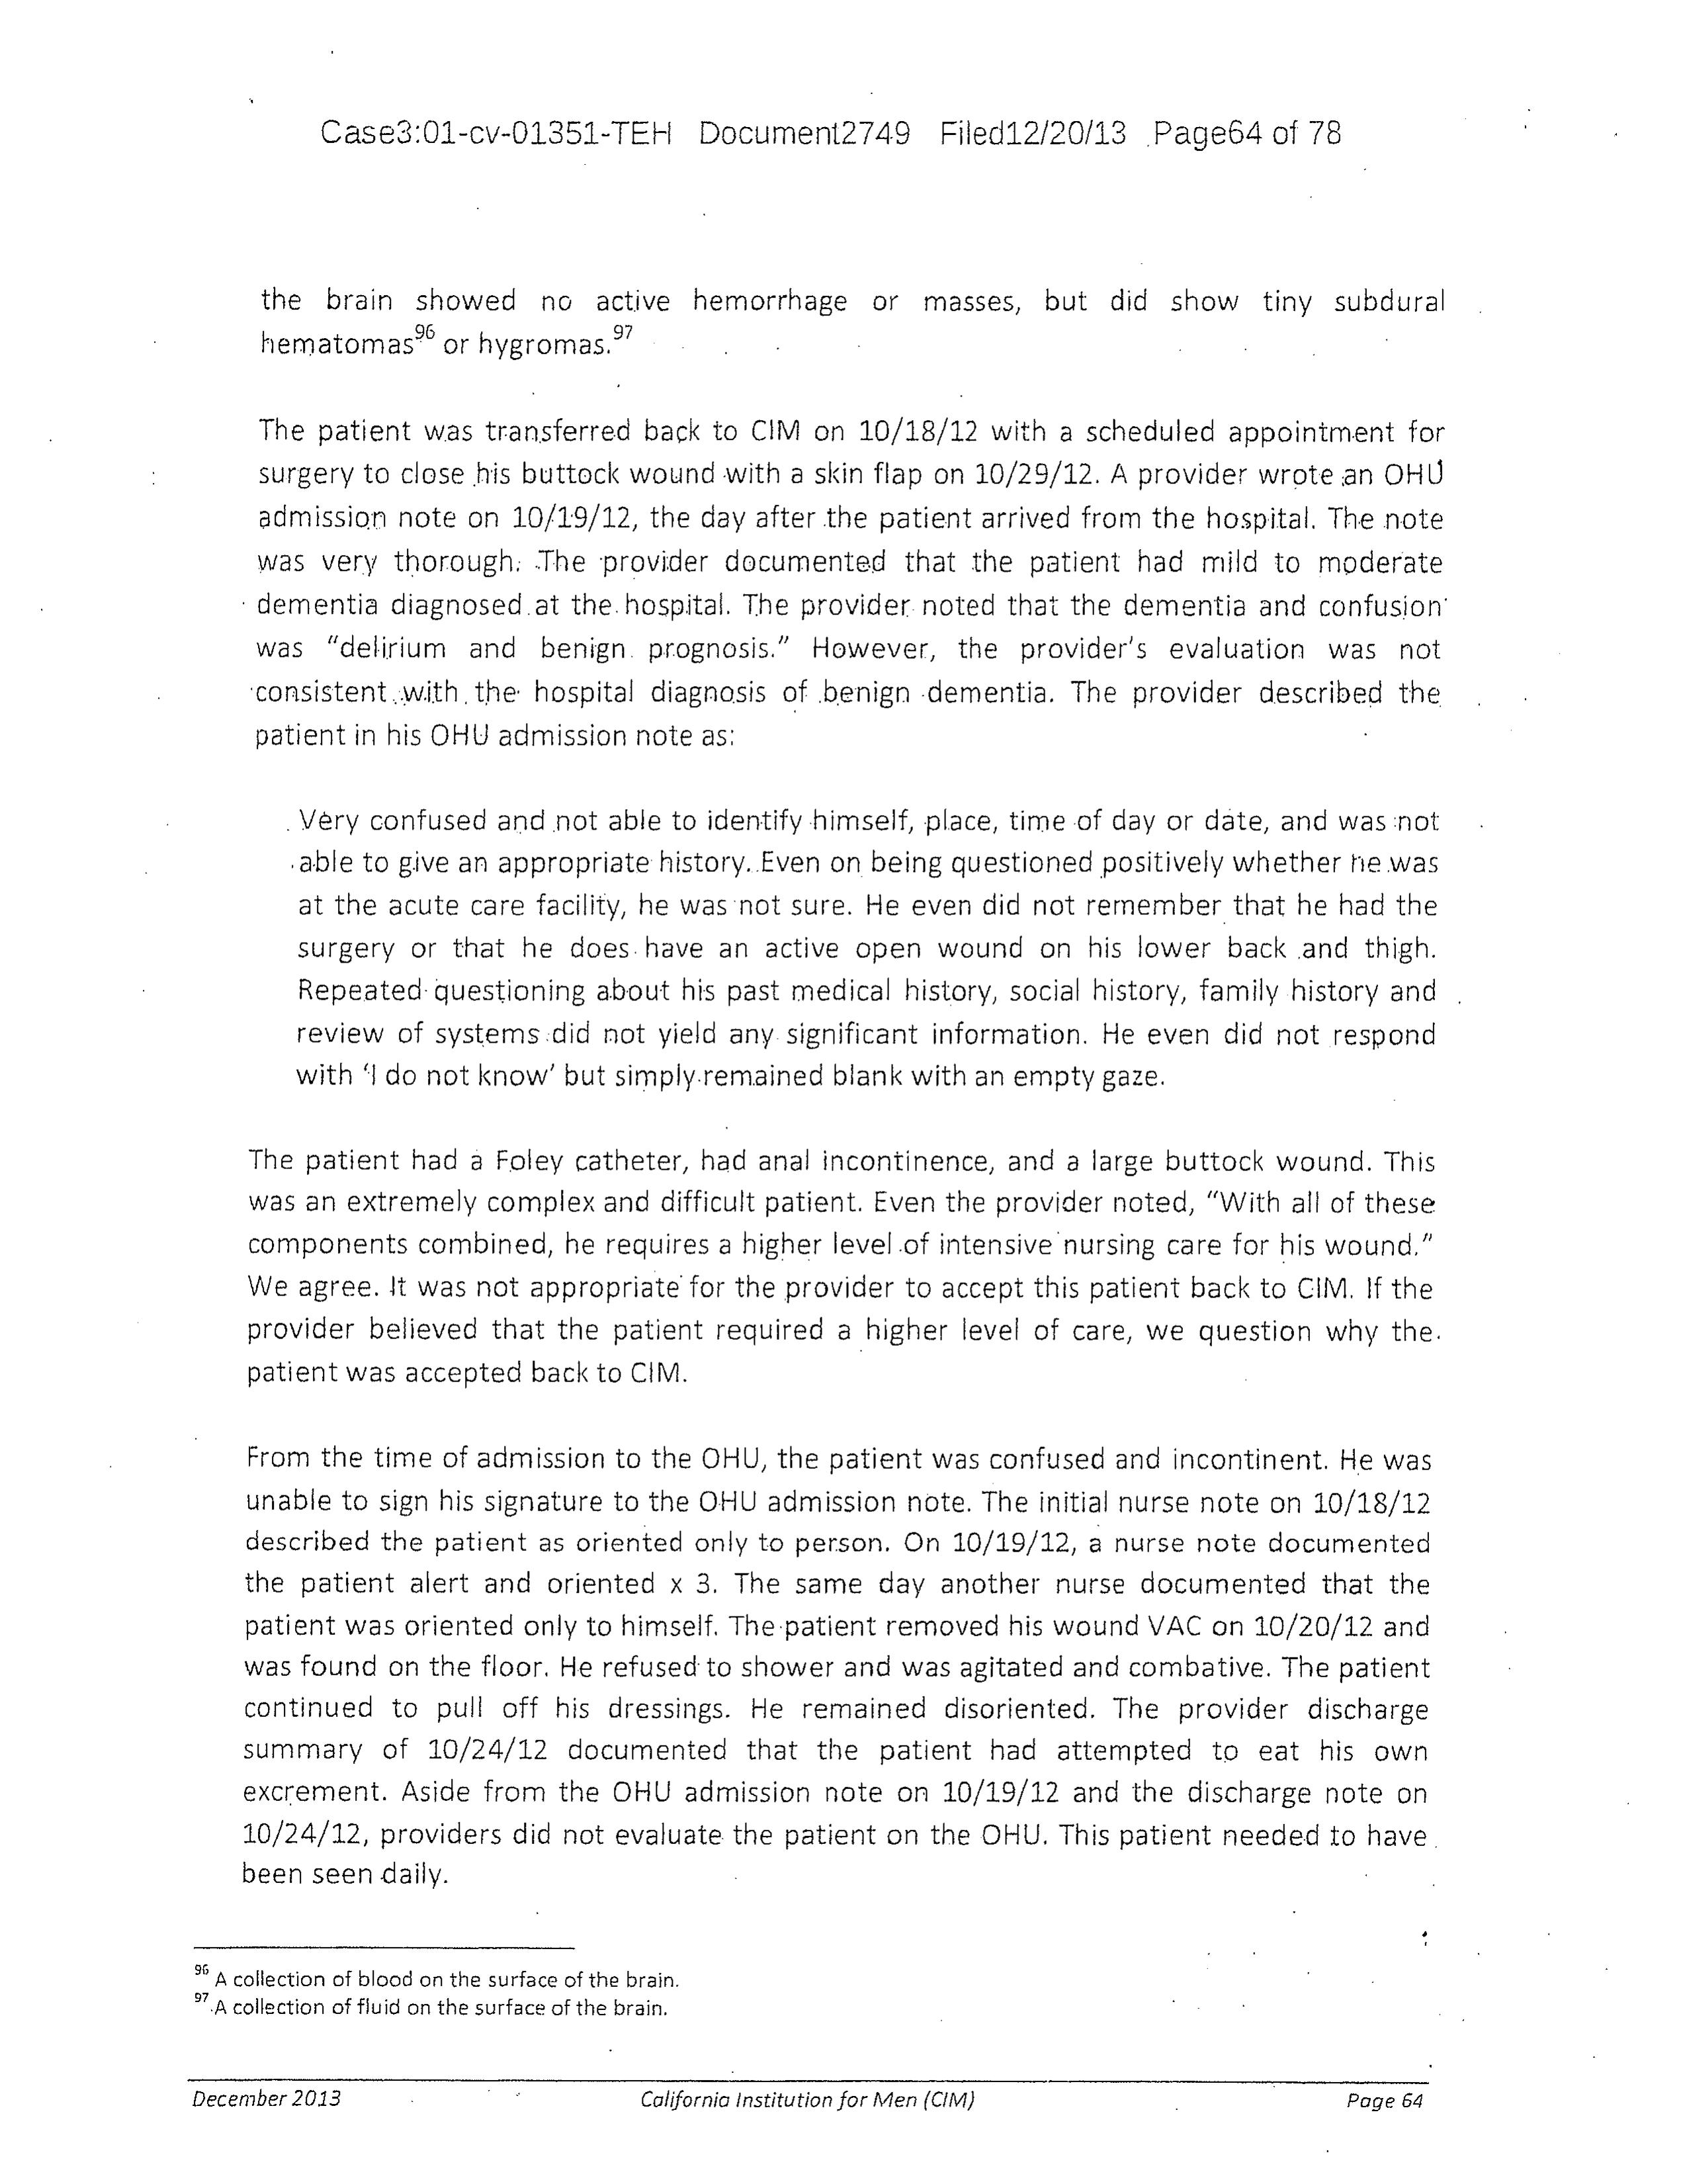 Case3:01-cv-01351-TEH Document2749 Filed12/20/13 Page64 of 78
the brain showed no active hemorrhage or masses, but did show tiny subdural
hematomas96 or hygromas.97
The patient was transferred back to CIM on 10/18/12 with a scheduled appointment for
surgery to close his buttock wound with a skin flap on 10/29/12. A provider wrote an OHU
admission note on 10/19/12, the day after the patient arrived from the hospital. The note
was very thorough. The provider documented that the patient had mild to moderate
dementia diagnosed at the hospital. The provider noted that the dementia and confusion
was "delirium and benign prognosis." However, the provider's evaluation was not
consistent with the hospital diagnosis of benign dementia. The provider described the
patient in his OHU admission note as:
Very confused and not able to identify himself, place, time of day or date, and was not
able to give an appropriate history. Even on being questioned positively whether he was
at the acute care facility, he was not sure. He even did not remember that he had the
surgery or that he does have an active open wound on his lower back and thigh.
Repeated questioning about his past medical history, social history, family history and
review of systems did not yield any significant information. He even did not respond
with 'I do not know' but simply remained blank with an empty gaze.
The patient had a Foley catheter, had anal incontinence, and a large buttock wound. This
was an extremely complex and difficult patient. Even the provider noted, "With all of these
components combined, he requires a higher level of intensive nursing care for his wound."
We agree. It was not appropriate for the provider to accept this patient back to CIM. If the
provider believed that the patient required a higher level of care, we question why the
patient was accepted back to CIM.
From the time of admission to the OHU, the patient was confused and incontinent. He was
unable to sign his signature to the OHU admission note. The initial nurse note on 10/18/12
described the patient as oriented only to person. On 10/19/12, a nurse note documented
the patient alert and oriented x 3. The same day another nurse documented that the
patient was oriented only to himself. The patient removed his wound VAC on 10/20/12 and
was found on the floor. He refused to shower and was agitated and combative. The patient
continued to pull off his dressings. He remained disoriented. The provider discharge
summary of 10/24/12 documented that the patient had attempted to eat his own
excrement. Aside from the OHU admission note on 10/19/12 and the discharge note on
10/24/12, providers did not evaluate the patient on the OHU. This patient needed to have
been seen daily.
96 A collection of blood on the surface of the brain.
97 A collection of fluid on the surface of the brain.
December 2013 California Institution for Men (CIM) Page 64